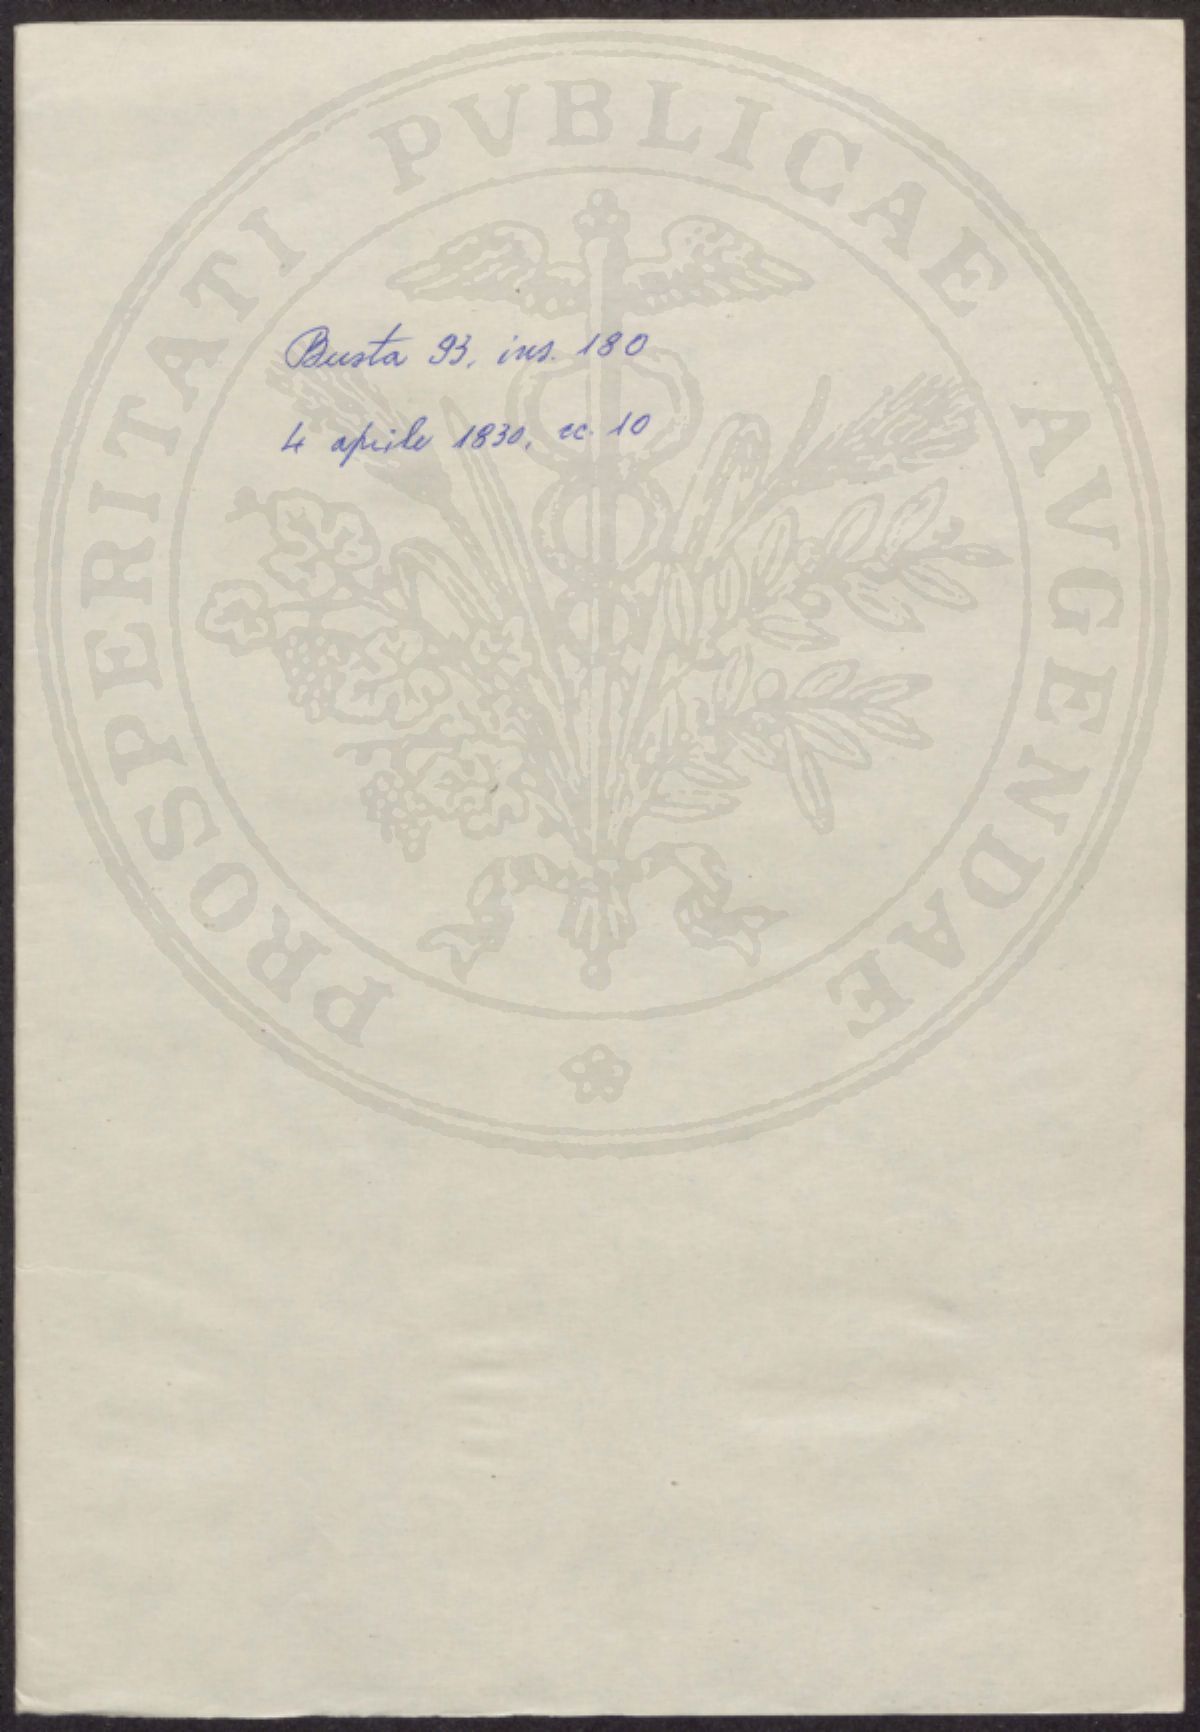 PROSPERITATI PVBLICAE AVGENDAE
Busta 93, ins. 180
4 aprile 1830, cc. 10